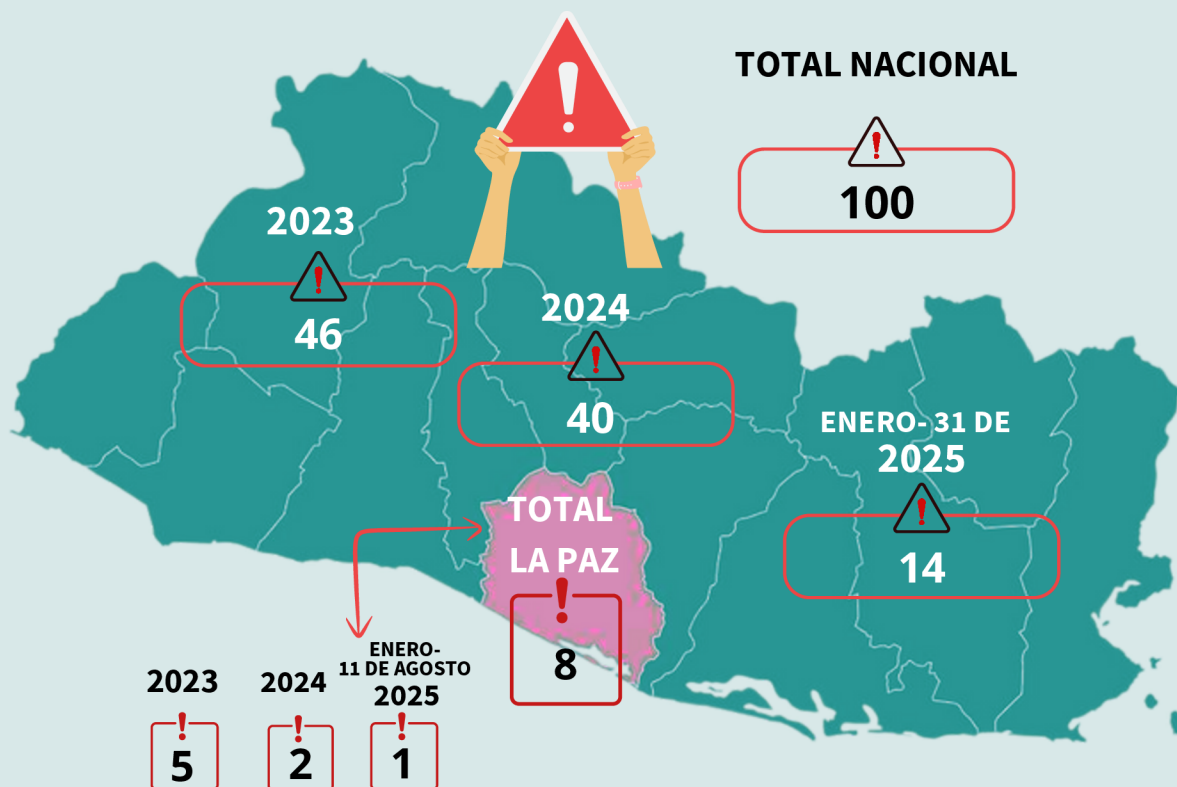 TOTAL NACIONAL
100
2023
46
2024
40
ENERO- 31 DE
2025
14
TOTAL
LA PAZ
8
ENERO-
11 DE AGOSTO
2023
2024
2025
5
2
1